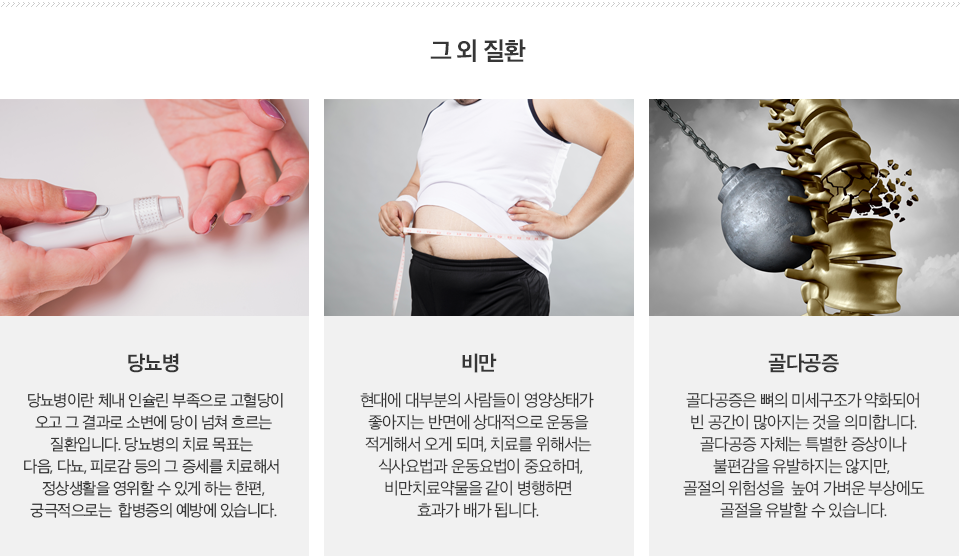 그 외 질환
당뇨병
당뇨병이란 체내 인슐린 부족으로 고혈당이
오고 그 결과로 소변에 당이 넘쳐 흐르는
질환입니다. 당뇨병의 치료 목표는
다음, 다뇨, 피로감 등의 그 증세를 치료해서
정상생활을 영위할 수 있게 하는 한편,
궁극적으로는 합병증의 예방에 있습니다.
비만
현대에 대부분의 사람들이 영양상태가
좋아지는 반면에 상대적으로 운동을
적게해서 오게 되며, 치료를 위해서는
식사요법과 운동요법이 중요하며,
비만치료약물을 같이 병행하면
효과가 배가 됩니다.
골다공증
골다공증은 뼈의 미세구조가 약화되어
빈 공간이 많아지는 것을 의미합니다.
골다공증 자체는 특별한 증상이나
불편감을 유발하지는 않지만,
골절의 위험성을 높여 가벼운 부상에도
골절을 유발할 수 있습니다.